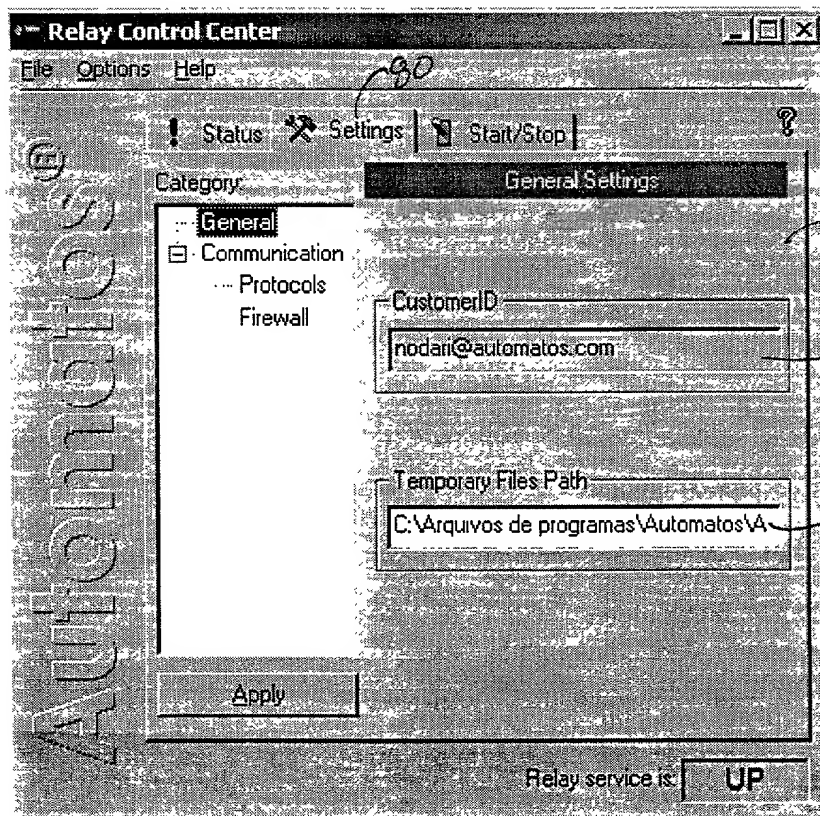 Relay Control Center
File Options Help
80
Status Settings Start/Stop
?
Automatos®
Category:
General
Communication
Protocols
Firewall
General Settings
CustomerID
nodari@automatos.com
Temporary Files Path
C:\Arquivos de programas\Automatos\A
Apply
Relay service is: UP